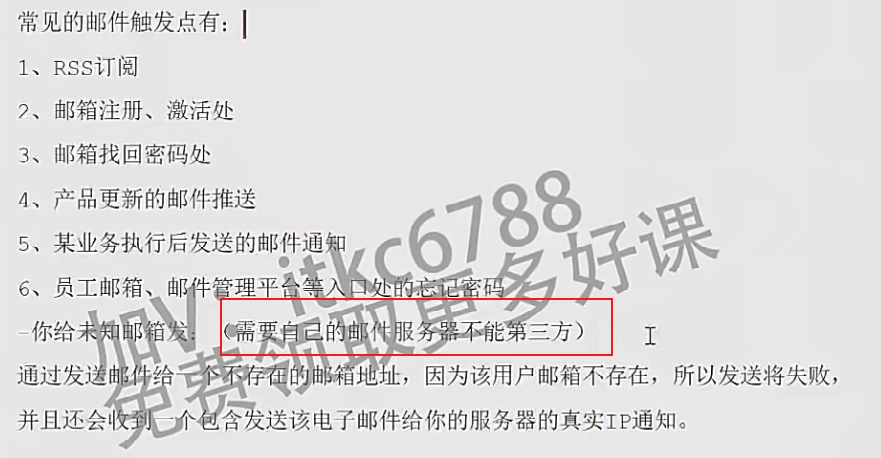 常见的邮件触发点有：
1、RSS订阅
2、邮箱注册、激活处
3、邮箱找回密码处
4、产品更新的邮件推送
5、某业务执行后发送的邮件通知
6、员工邮箱、邮件管理平台等入口处的忘记密码
-你给未知邮箱发：（需要自己的邮件服务器不能第三方）
通过发送邮件给一个不存在的邮箱地址，因为该用户邮箱不存在，所以发送将失败，
并且还会收到一个包含发送该电子邮件给你的服务器的真实IP通知。
加V：itkc6788
免费领取更多好课